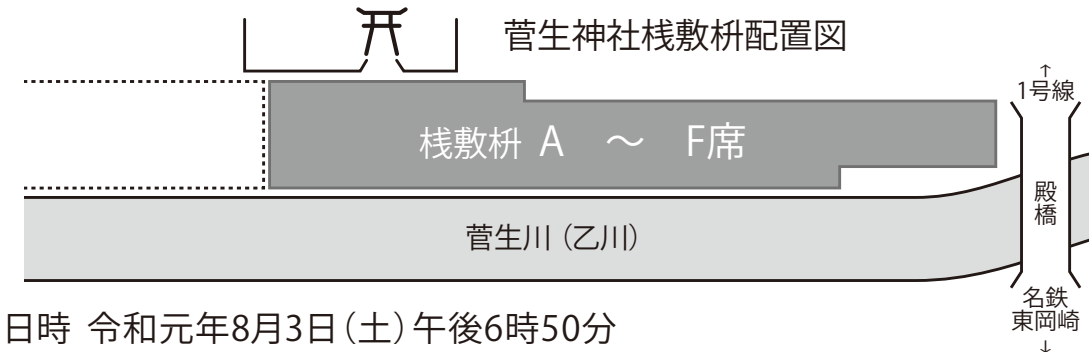 菅生神社桟敷枡配置図
↑
1号線
桟敷枡 A ～ F席
殿橋
菅生川（乙川）
名鉄
東岡崎
↓
日時 令和元年8月3日（土）午後6時50分